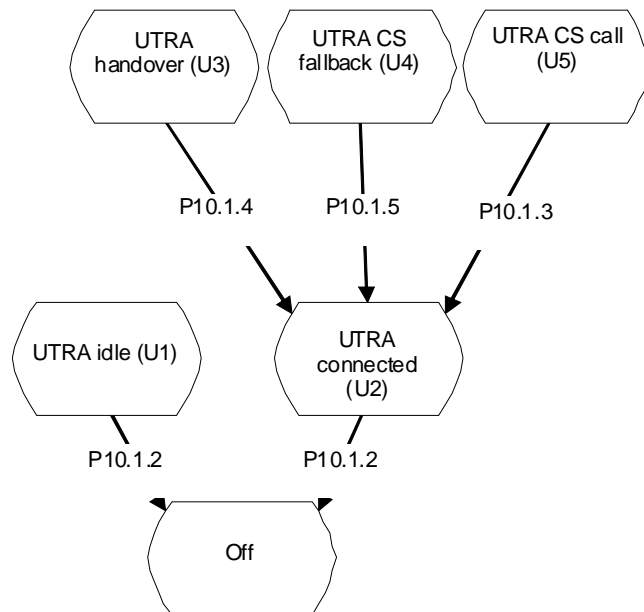 UTRA
handover (U3)
UTRA CS
fallback (U4)
UTRA CS call
(U5)
P10.1.4
P10.1.5
P10.1.3
UTRA idle (U1)
UTRA
connected
(U2)
P10.1.2
P10.1.2
Off